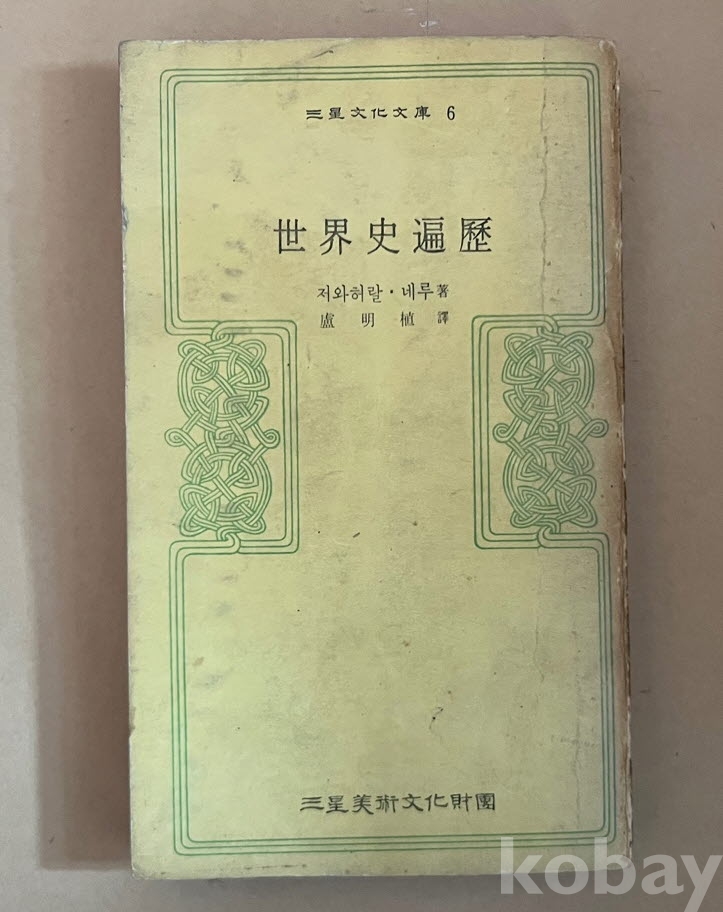 三星文化文庫 6
世界史遍歷
저와허랄・네루 著
盧明植 譯
三星美術文化財團
kobay